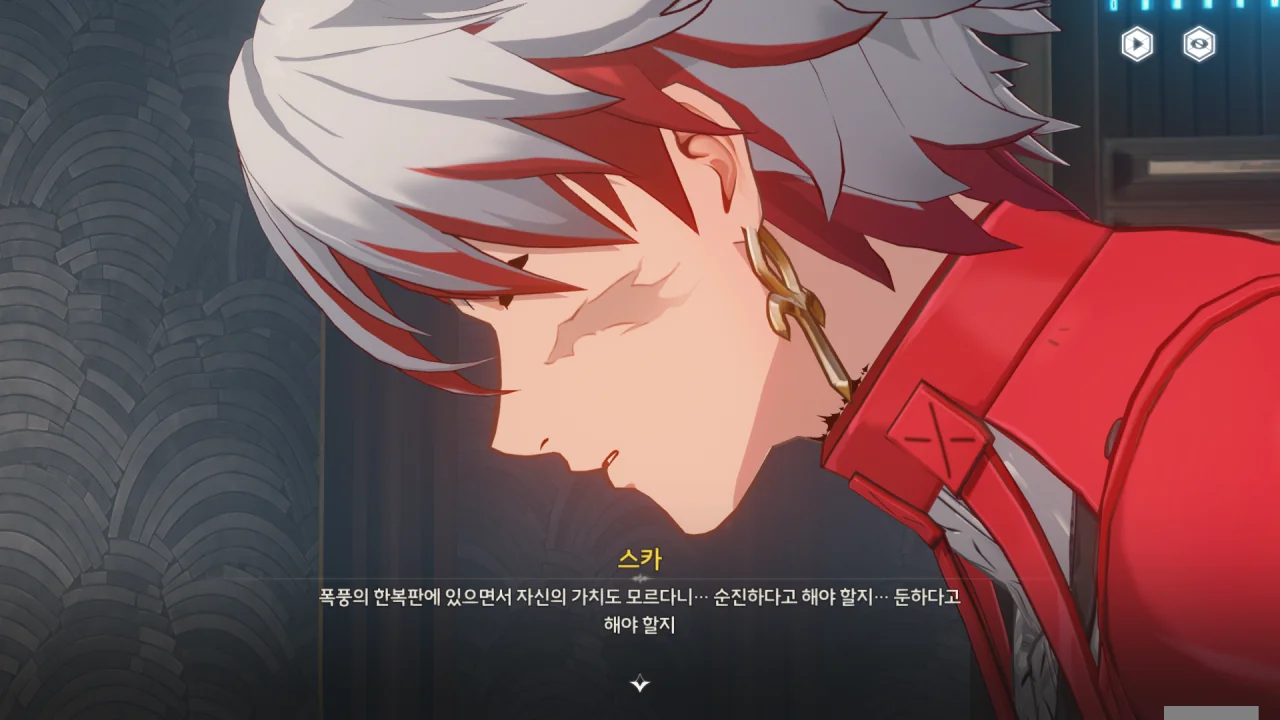 스카
폭풍의 한복판에 있으면서 자신의 가치도 모르다니… 순진하다고 해야 할지… 둔하다고
해야 할지